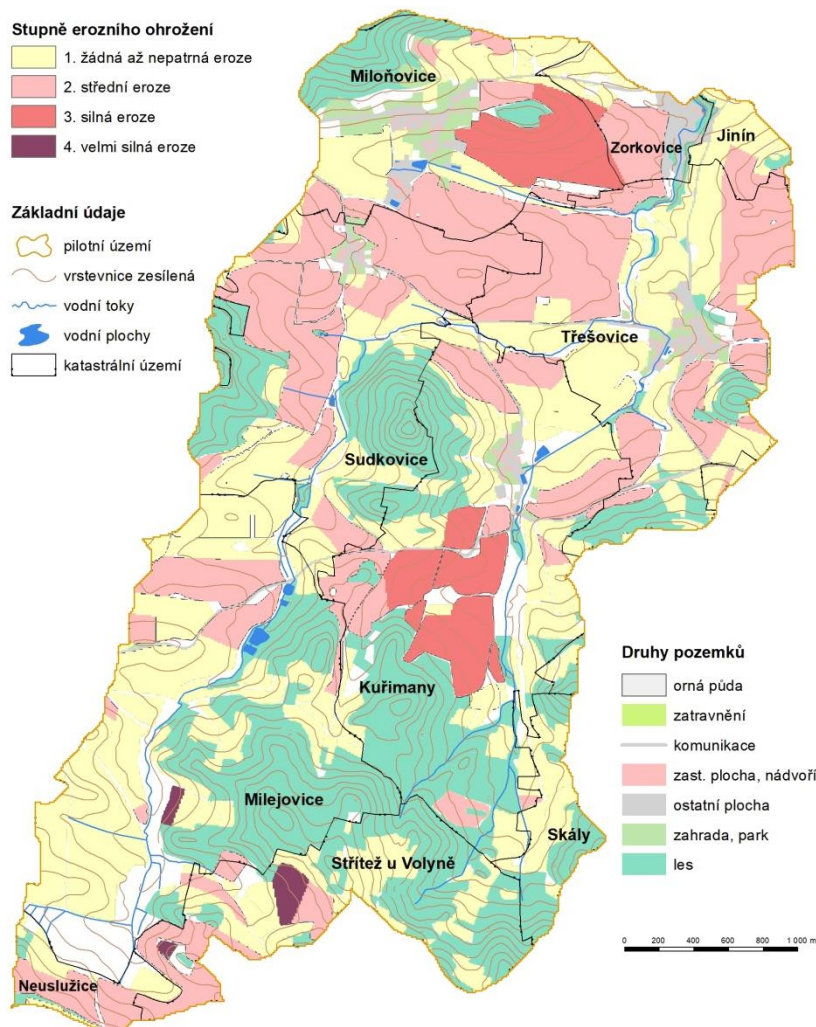 Stupně erozního ohrožení
1. žádná až nepatrná eroze
2. střední eroze
3. silná eroze
4. velmi silná eroze
Základní údaje
pilotní území
vrstevnice zesílená
vodní toky
vodní plochy
katastrální území
Miloňovice
Zorkovice
Jinín
Třešovice
Sudkovice
Kuřimany
Milejovice
Střítež u Volyně
Skály
Neuslužice
Druhy pozemků
orná půda
zatravnění
komunikace
zast. plocha, nádvoří
ostatní plocha
zahrada, park
les
0 200 400 600 800 1 000 m